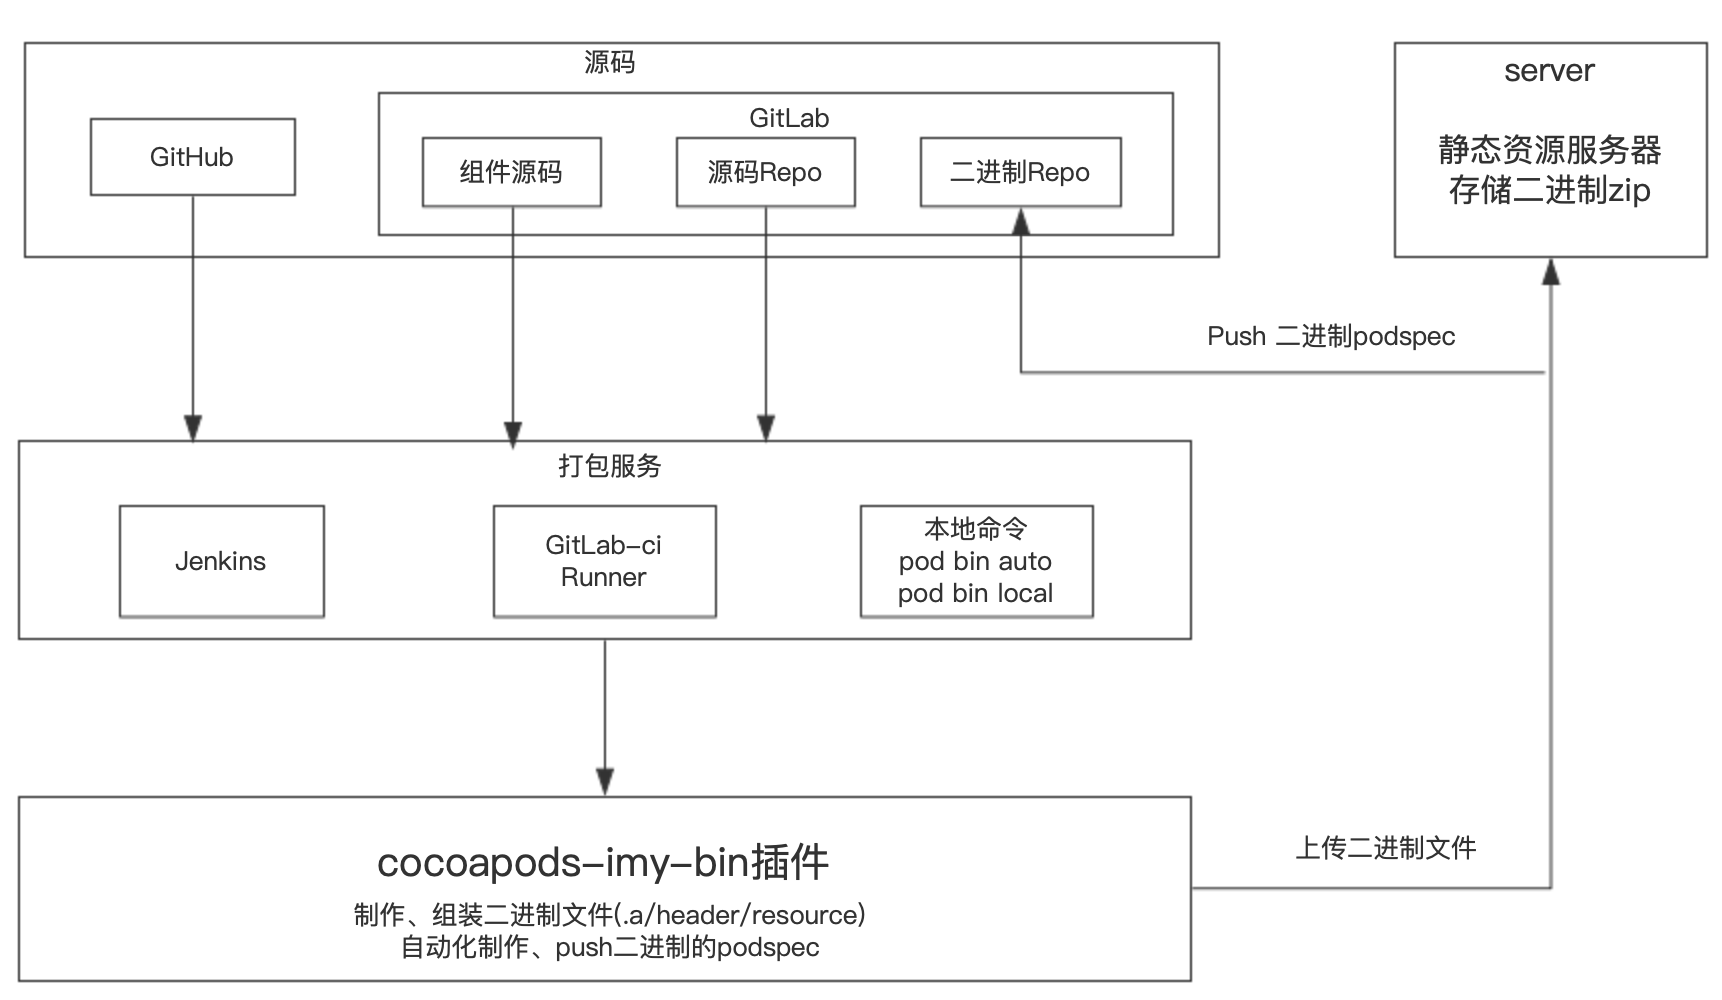 源码
server
GitHub
GitLab
组件源码
源码Repo
二进制Repo
静态资源服务器
存储二进制zip
Push 二进制podspec
打包服务
Jenkins
GitLab-ci
Runner
本地命令
pod bin auto
pod bin local
cocoapods-imy-bin插件
制作、组装二进制文件(.a/header/resource)
自动化制作、push二进制的podspec
上传二进制文件